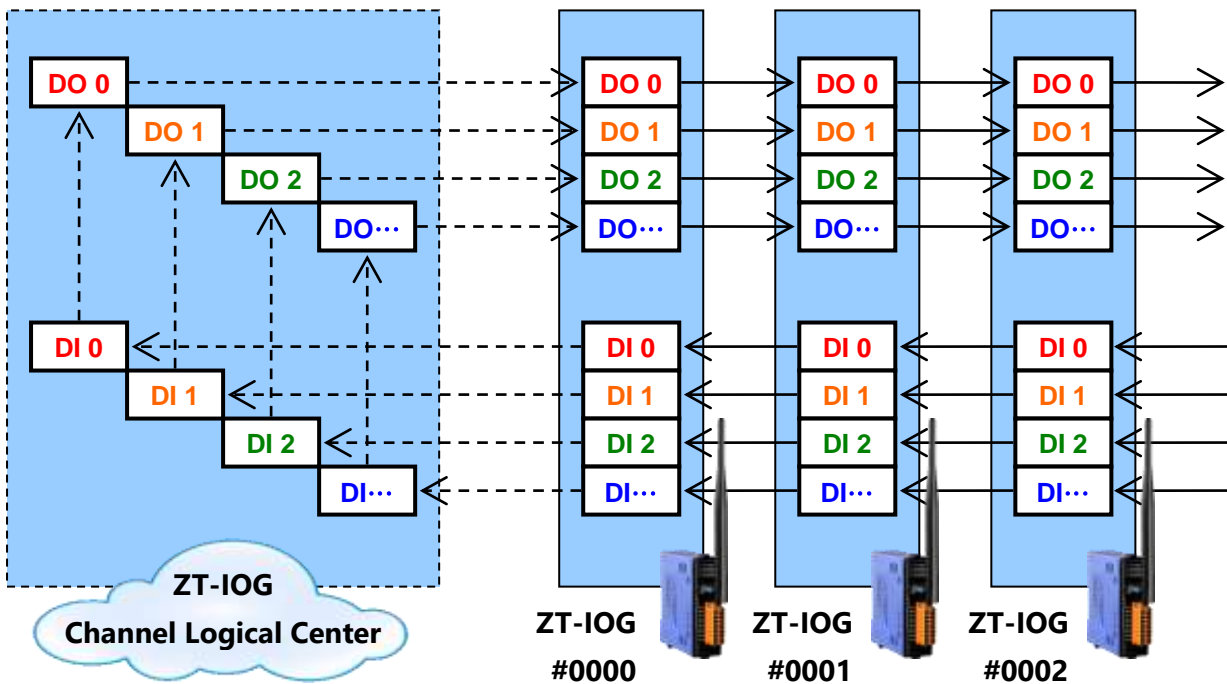 DO 0
DO 1
DO 2
DO⋯
DI 0
DI 1
DI 2
DI⋯
ZT-IOG
Channel Logical Center
DO 0
DO 1
DO 2
DO⋯
DI 0
DI 1
DI 2
DI⋯
ZT-IOG
#0000
DO 0
DO 1
DO 2
DO⋯
DI 0
DI 1
DI 2
DI⋯
ZT-IOG
#0001
DO 0
DO 1
DO 2
DO⋯
DI 0
DI 1
DI 2
DI⋯
ZT-IOG
#0002